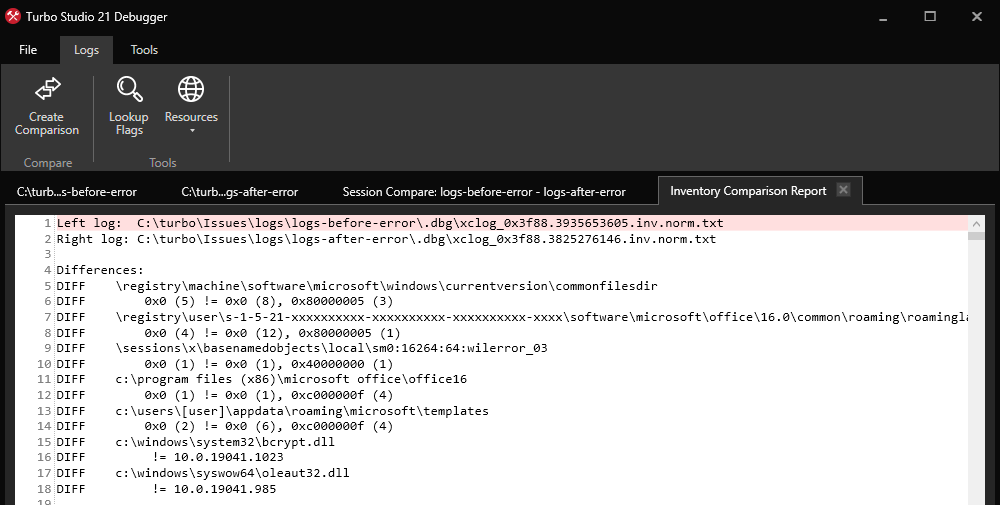 Turbo Studio 21 Debugger
File Logs Tools
Create Comparison
Lookup Flags
Resources
Compare
Tools
C:\turb...s-before-error C:\turb...gs-after-error Session Compare: logs-before-error - logs-after-error Inventory Comparison Report
1 Left log: C:\turbo\Issues\logs\logs-before-error\.dbg\xclog_0x3f88.3935653605.inv.norm.txt
2 Right log: C:\turbo\Issues\logs\logs-after-error\.dbg\xclog_0x3f88.3825276146.inv.norm.txt
3
4 Differences:
5 DIFF \registry\machine\software\microsoft\windows\currentversion\commonfilesdir
6 DIFF 0x0 (5) != 0x0 (8), 0x80000005 (3)
7 DIFF \registry\user\s-1-5-21-xxxxxxxxxx-xxxxxxxxxx-xxxxxxxxxx-xxxx\software\microsoft\office\16.0\common\roaming\roamingla
8 DIFF 0x0 (4) != 0x0 (12), 0x80000005 (1)
9 DIFF \sessions\x\basenamedobjects\local\sm0:16264:64:wilerror_03
10 DIFF 0x0 (1) != 0x0 (1), 0x40000000 (1)
11 DIFF c:\program files (x86)\microsoft office\office16
12 DIFF 0x0 (1) != 0x0 (1), 0xc000000f (4)
13 DIFF c:\users\[user]\appdata\roaming\microsoft\templates
14 DIFF 0x0 (2) != 0x0 (6), 0xc000000f (4)
15 DIFF c:\windows\system32\bcrypt.dll
16 DIFF != 10.0.19041.1023
17 DIFF c:\windows\syswow64\oleaut32.dll
18 DIFF != 10.0.19041.985
19